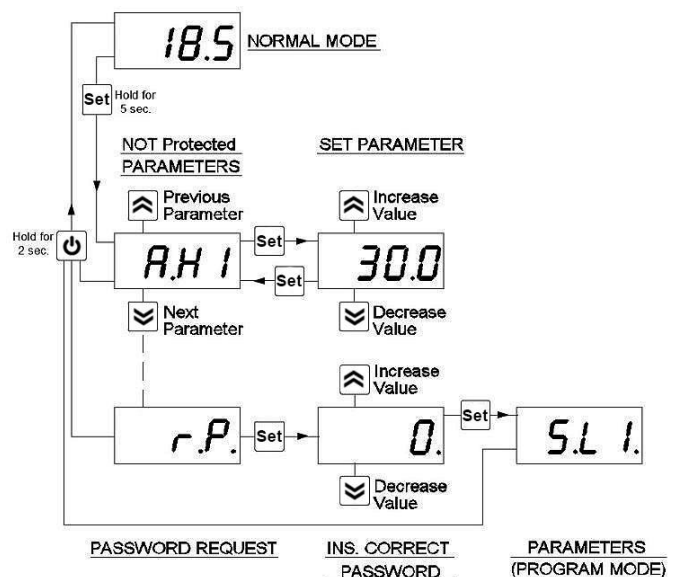 18.5
NORMAL MODE
Set
Hold for
5 sec.
NOT Protected
PARAMETERS
SET PARAMETER
Previous
Parameter
Increase
Value
Hold for
2 sec.
Set
A.H1
30.0
Set
Next
Parameter
Decrease
Value
Increase
Value
r.P.
Set
0.
Set
S.L1.
Decrease
Value
PASSWORD REQUEST
INS. CORRECT
PASSWORD
PARAMETERS
(PROGRAM MODE)